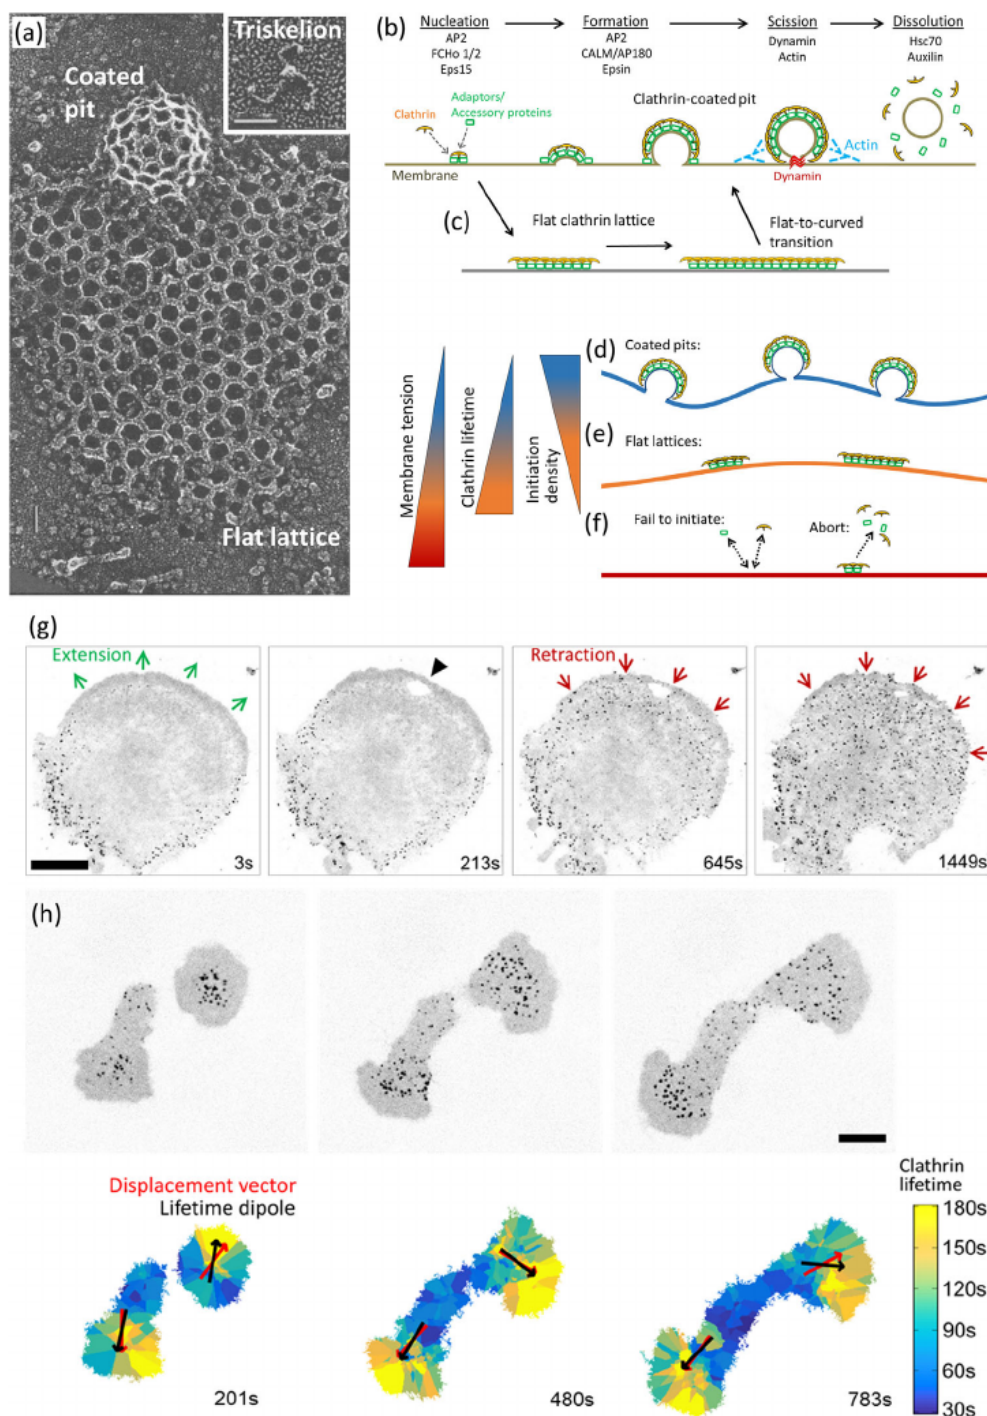 (a)
Triskelion
Coated
pit
Flat lattice
(b)
Nucleation
AP2
FCHo 1/2
Eps15
Formation
AP2
CALM/AP180
Epsin
Scission
Dynamin
Actin
Dissolution
Hsc70
Auxilin
Clathrin
Adaptors/
Accessory proteins
Clathrin-coated pit
Actin
Membrane
Dynamin
(c)
Flat clathrin lattice
Flat-to-curved
transition
Membrane tension
Clathrin lifetime
Initiation
density
(d)
Coated pits:
(e)
Flat lattices:
(f)
Fail to initiate:
Abort:
(g)
Extension
3s
213s
Retraction
645s
1449s
(h)
Displacement vector
Lifetime dipole
201s
480s
783s
Clathrin
lifetime
180s
150s
120s
90s
60s
30s